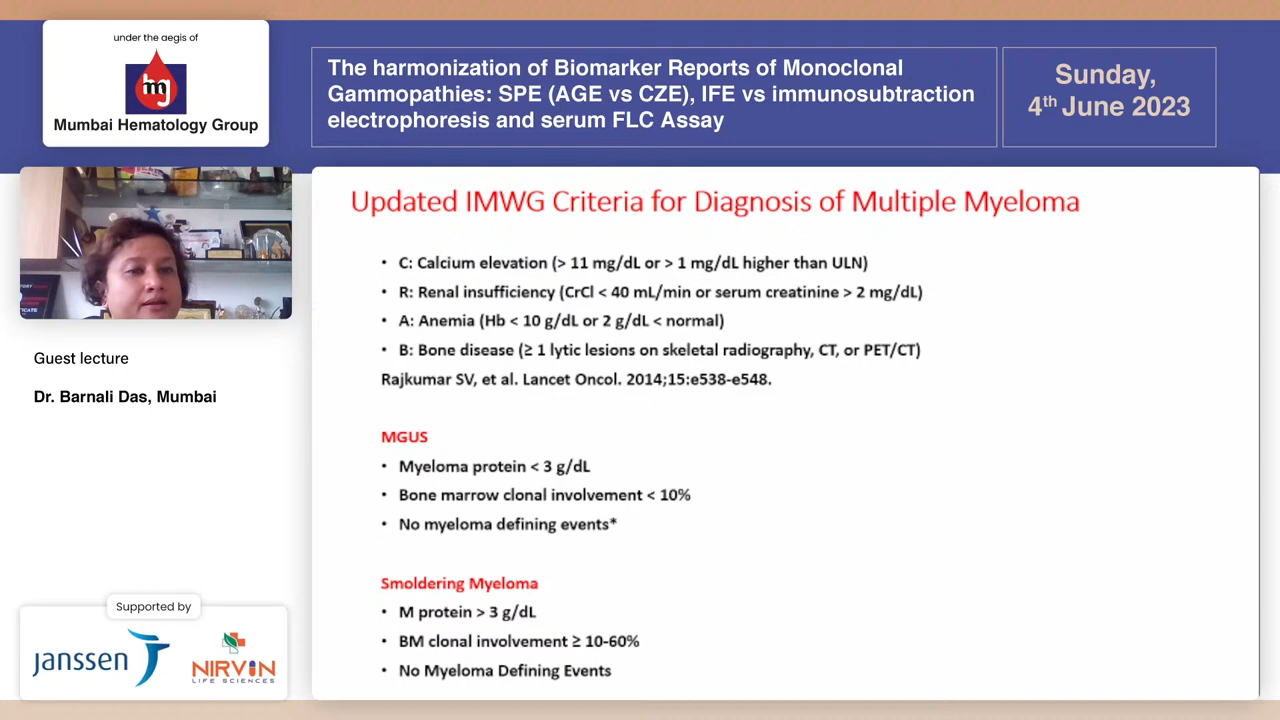 under the aegis of
mg
Mumbai Hematology Group
The harmonization of Biomarker Reports of Monoclonal
Gammopathies: SPE (AGE vs CZE), IFE vs immunosubtraction
electrophoresis and serum FLC Assay
Sunday,
4th June 2023
Guest lecture
Dr. Barnali Das, Mumbai
Supported by
janssen
NIRVIN
LIFE SCIENCES
Updated IMWG Criteria for Diagnosis of Multiple Myeloma
• C: Calcium elevation (> 11 mg/dL or > 1 mg/dL higher than ULN)
• R: Renal insufficiency (CrCl < 40 mL/min or serum creatinine > 2 mg/dL)
• A: Anemia (Hb < 10 g/dL or 2 g/dL < normal)
• B: Bone disease (≥ 1 lytic lesions on skeletal radiography, CT, or PET/CT)
Rajkumar SV, et al. Lancet Oncol. 2014;15:e538-e548.
MGUS
• Myeloma protein < 3 g/dL
• Bone marrow clonal involvement < 10%
• No myeloma defining events*
Smoldering Myeloma
• M protein > 3 g/dL
• BM clonal involvement ≥ 10-60%
• No Myeloma Defining Events